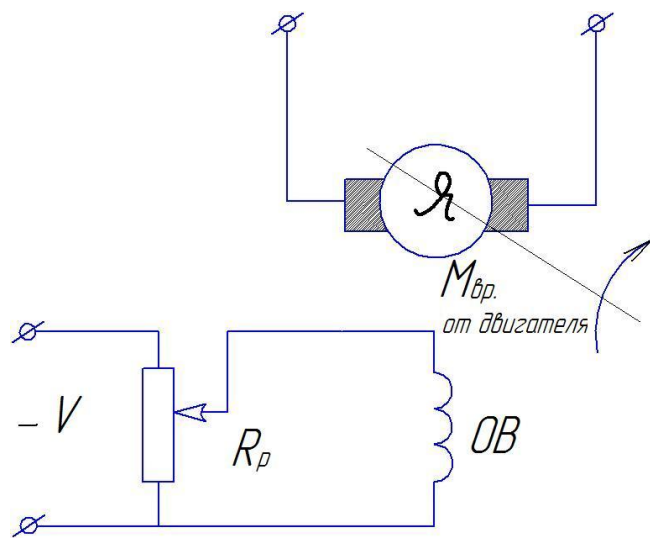 Я
Mвр.
от двигателя
– V
Rр
ОВ